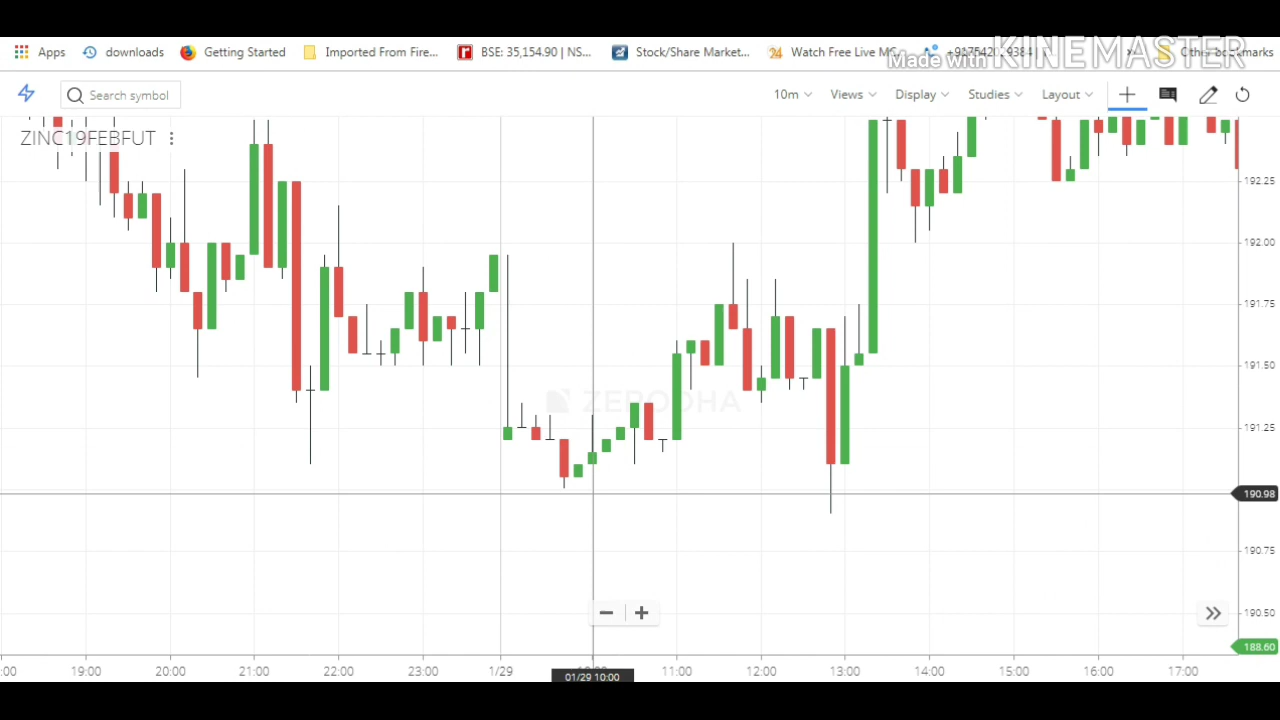 Apps downloads Getting Started Imported From Fire... BSE: 35,154.90 | NS... Stock/Share Market... Watch Free Live MC
Made with KINEMASTER
Search symbol 10m Views Display Studies Layout
ZINC19FEBFUT
192.25
192.00
191.75
191.50
ZERODHA
191.25
190.98
190.75
190.50
188.60
19:00 20:00 21:00 22:00 23:00 1/29 11:00 12:00 13:00 14:00 15:00 16:00 17:00
01/29 10:00